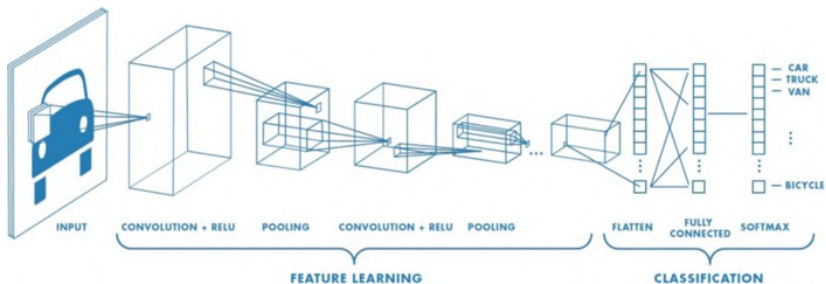 CAR
TRUCK
VAN
BICYCLE
INPUT
CONVOLUTION + RELU
POOLING
CONVOLUTION + RELU
POOLING
FLATTEN
FULLY
CONNECTED
SOFTMAX
FEATURE LEARNING
CLASSIFICATION